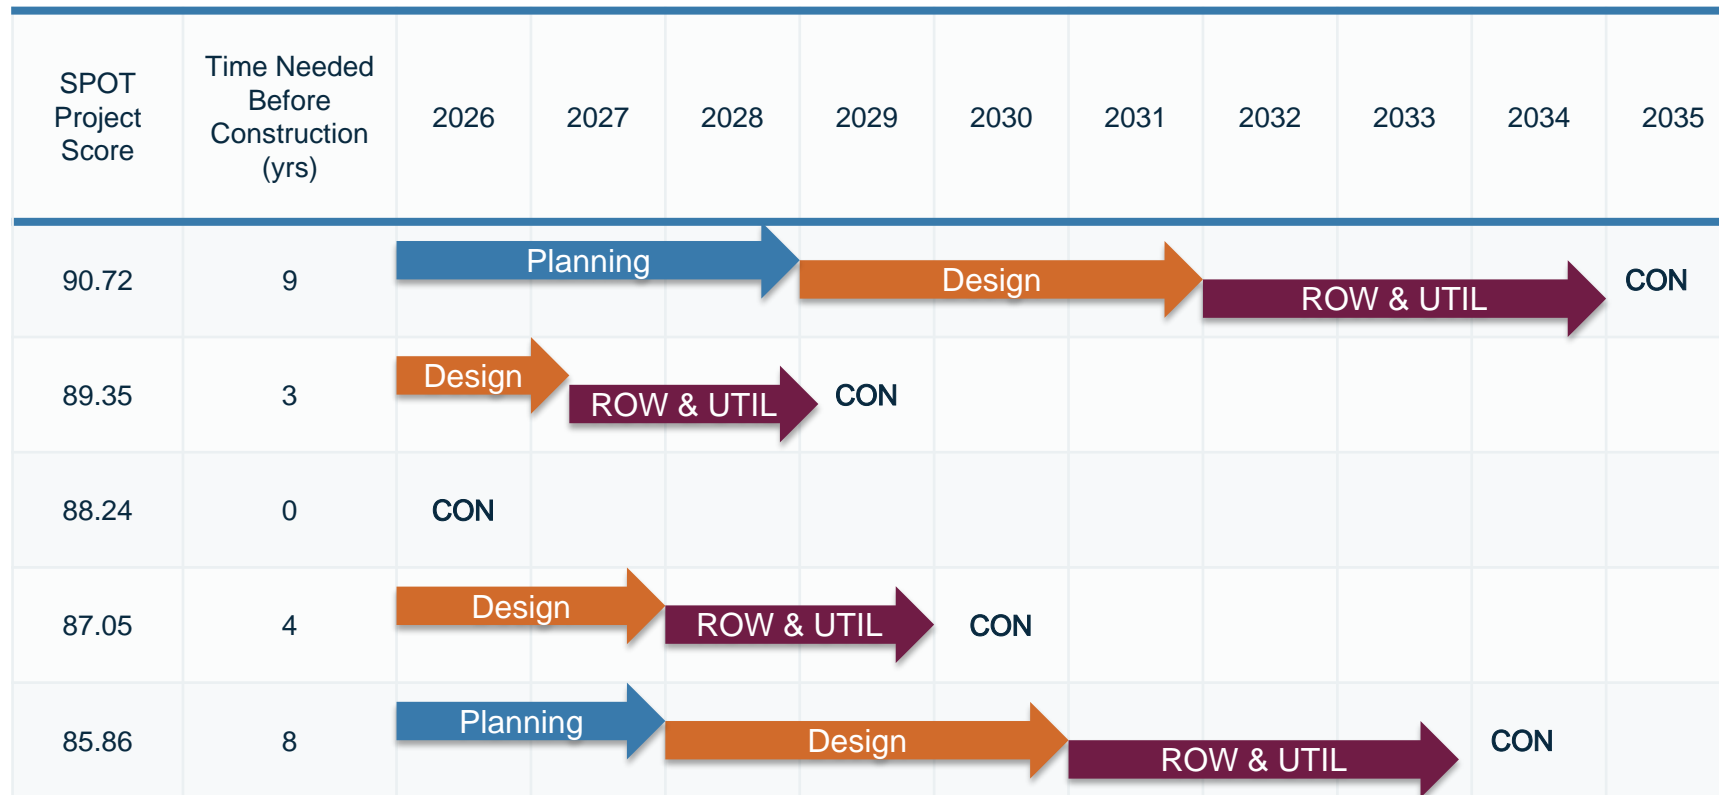 SPOT
Project
Score
Time Needed
Before
Construction
(yrs)
2026
2027
2028
2029
2030
2031
2032
2033
2034
2035
90.72
9
Planning
Design
ROW & UTIL
CON
89.35
3
Design
ROW & UTIL
CON
88.24
0
CON
87.05
4
Design
ROW & UTIL
CON
85.86
8
Planning
Design
ROW & UTIL
CON